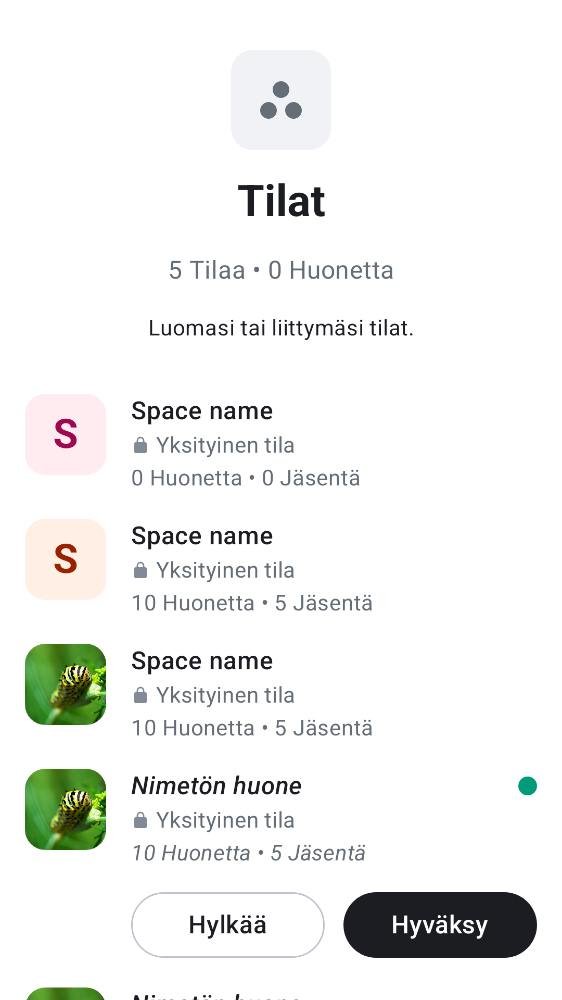 Tilat
5 Tilaa • 0 Huonetta
Luomasi tai liittymäsi tilat.
S
Space name
Yksityinen tila
0 Huonetta • 0 Jäsentä
S
Space name
Yksityinen tila
10 Huonetta • 5 Jäsentä
Space name
Yksityinen tila
10 Huonetta • 5 Jäsentä
Nimetön huone
Yksityinen tila
10 Huonetta • 5 Jäsentä
Hylkää
Hyväksy